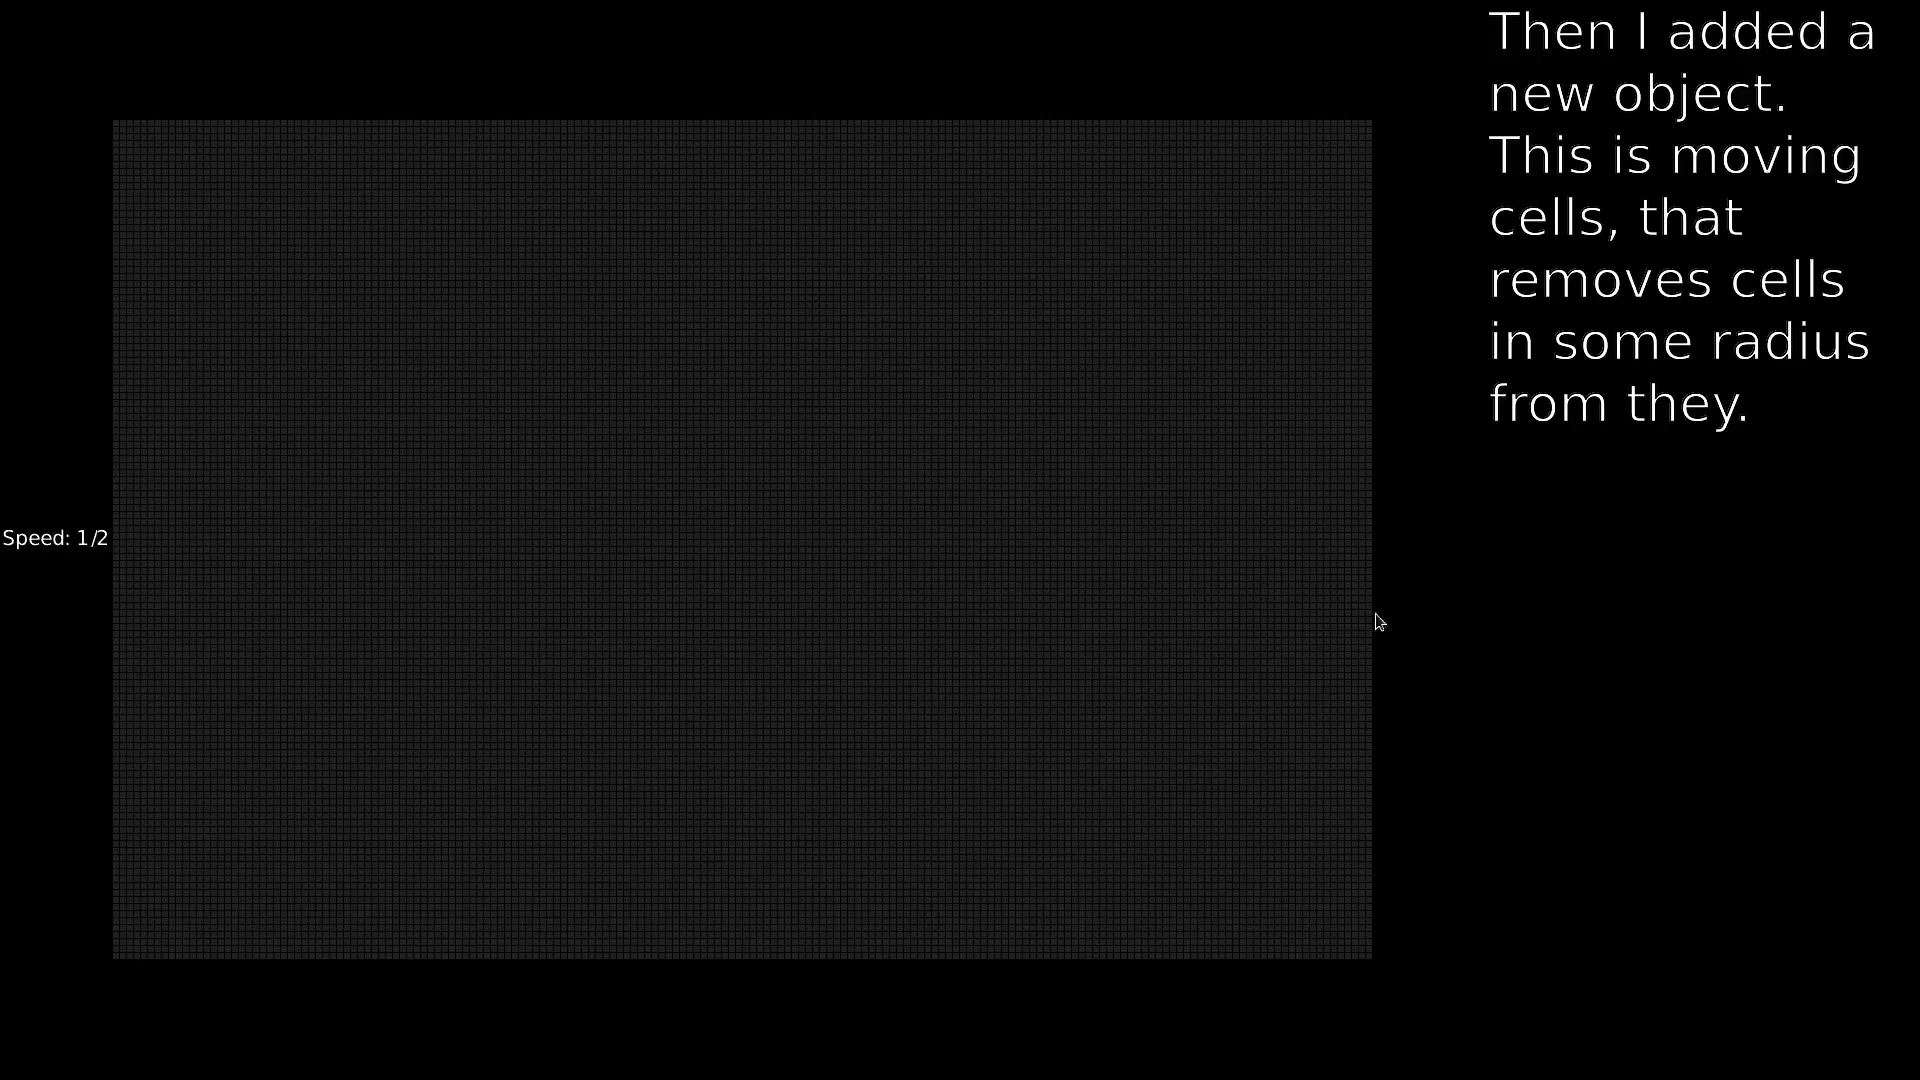 Then I added a
new object.
This is moving
cells, that
removes cells
in some radius
from they.
Speed: 1/2